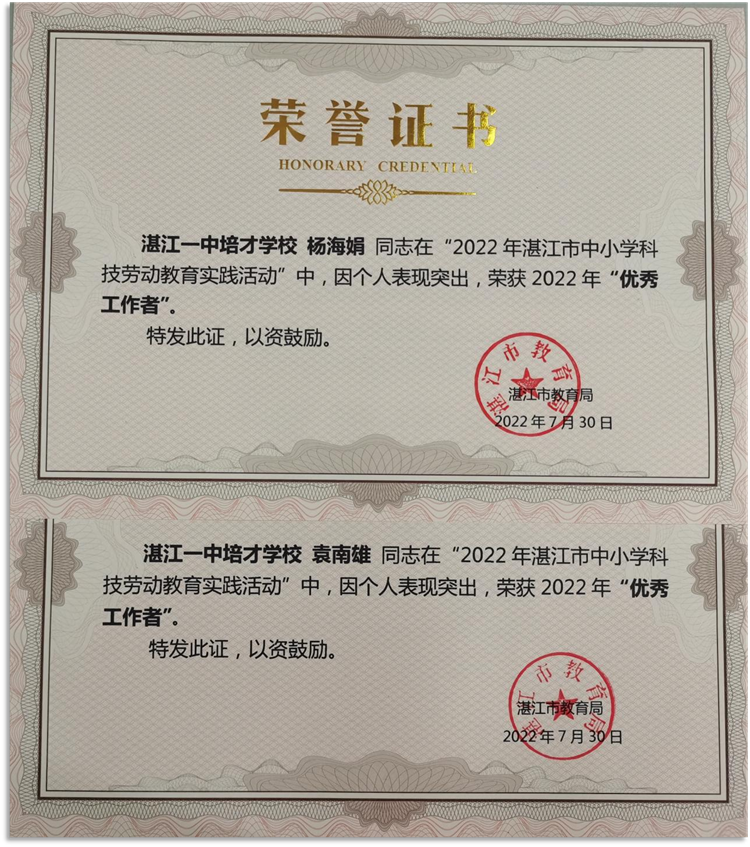 荣誉证书
HONORARY CREDENTIAL
湛江一中培才学校 杨海娟 同志在“2022年湛江市中小学科
技劳动教育实践活动”中，因个人表现突出，荣获2022年“优秀
工作者”。
特发此证，以资鼓励。
湛江市教育局
湛江市教育局
2022年7月30日
湛江一中培才学校 袁南雄 同志在“2022年湛江市中小学科
技劳动教育实践活动”中，因个人表现突出，荣获2022年“优秀
工作者”。
特发此证，以资鼓励。
湛江市教育局
湛江市教育局
2022年7月30日